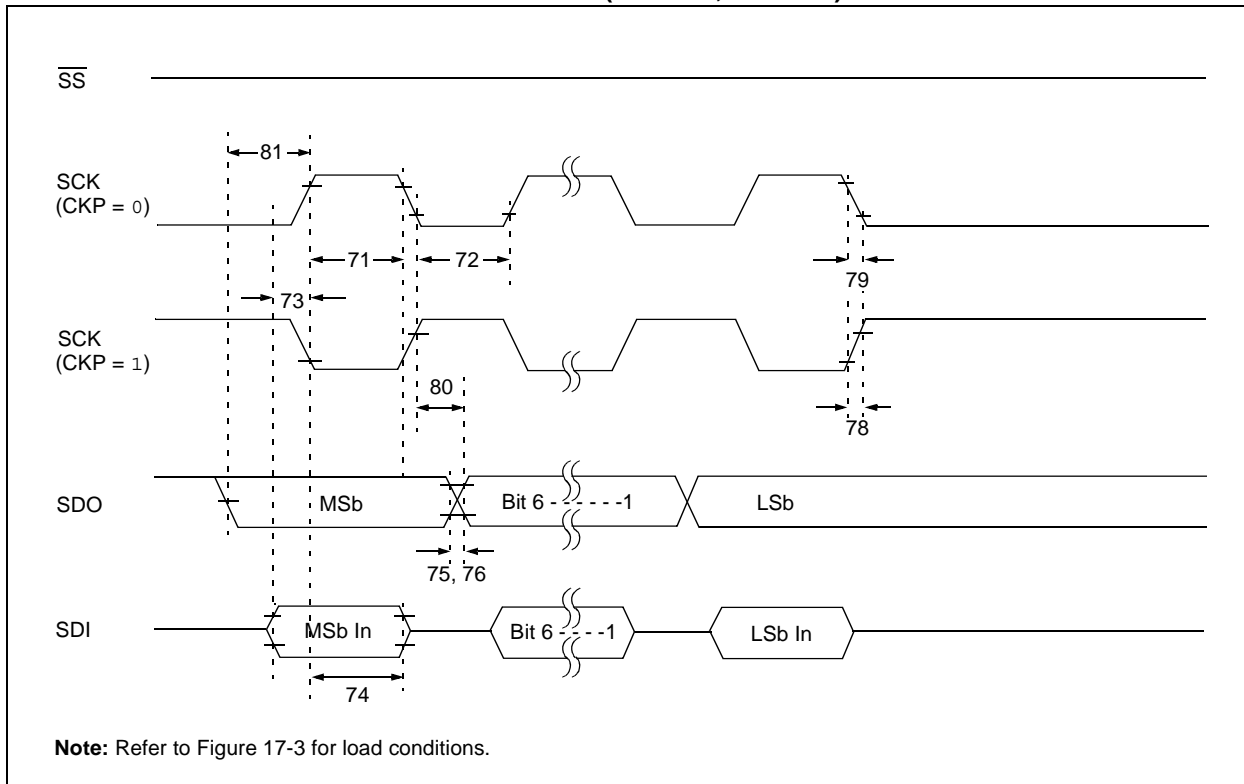 SS
81
SCK
(CKP = 0)
71
72
79
73
SCK
(CKP = 1)
80
78
SDO
MSb
Bit 6 - - - - - -1
LSb
75, 76
SDI
MSb In
Bit 6 - - - - -1
LSb In
74
Note: Refer to Figure 17-3 for load conditions.